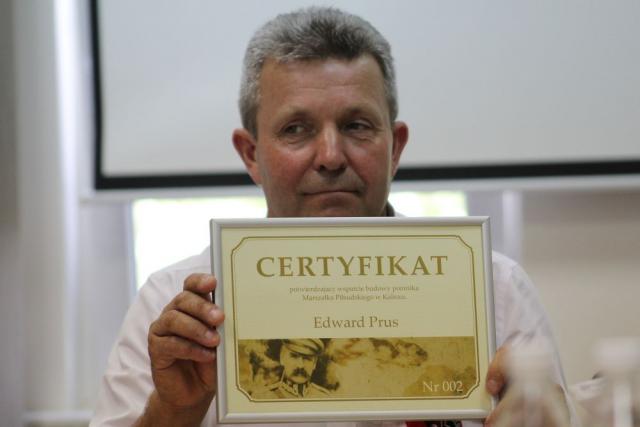 CERTYFIKAT
potwierdzający wsparcie budowy pomnika
Marszałka Piłsudskiego w Kaliszu.
Edward Prus
Nr 002